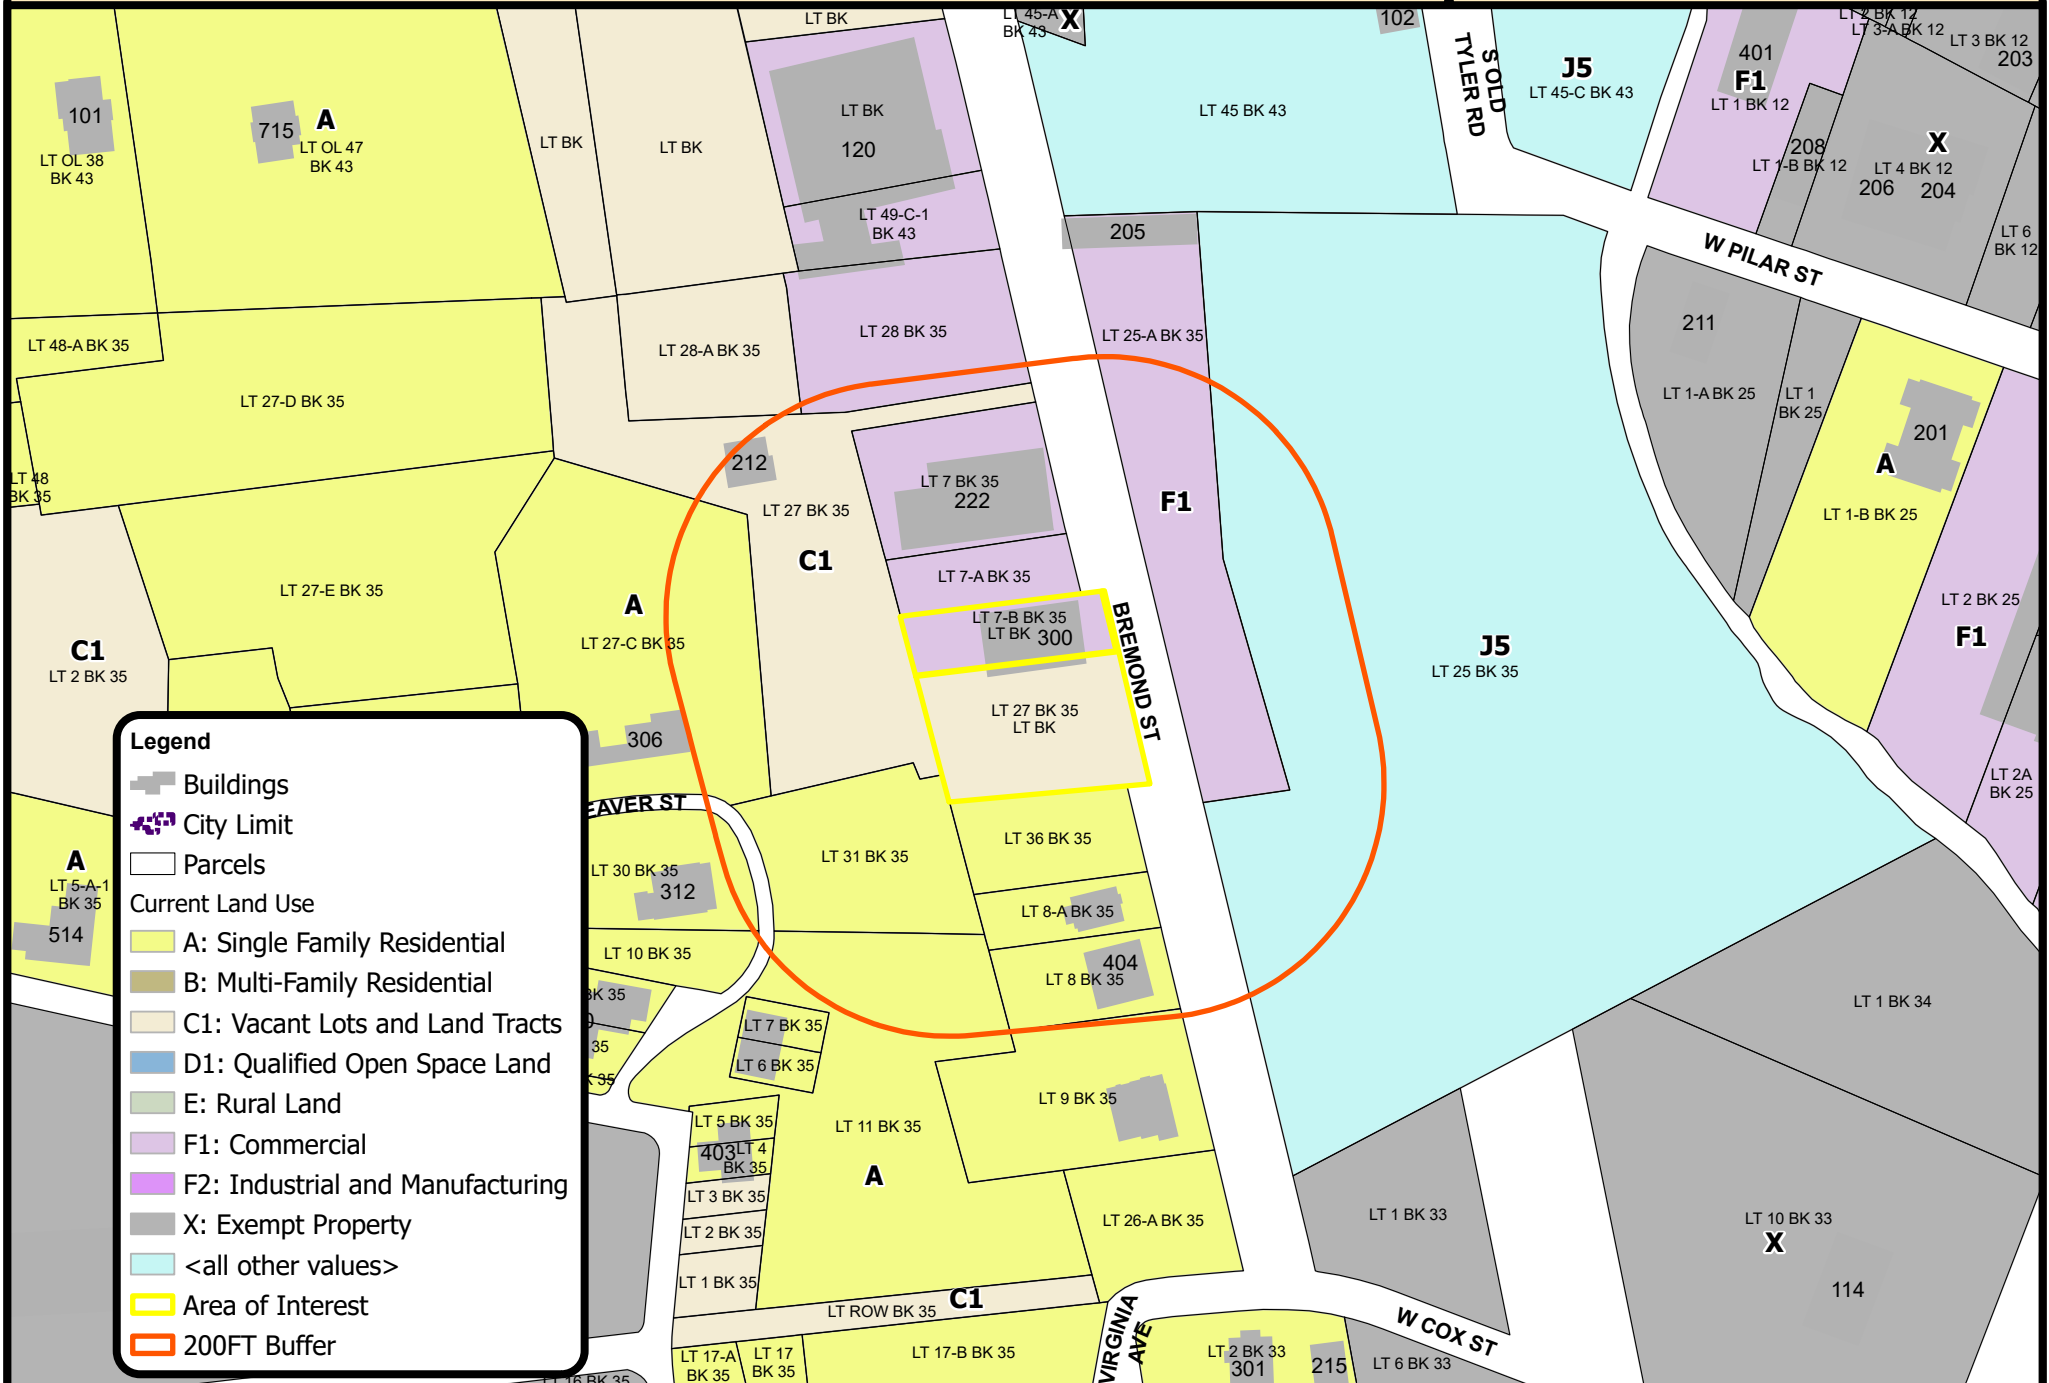 LT BK
LT 45-A
BK 43
X
102
S OLD
TYLER RD
J5
LT 45-C BK 43
401
F1
LT 1 BK 12
LT 2 BK 12
LT 3-A BK 12
LT 3 BK 12
203
101
LT OL 38
BK 43
715
A
LT OL 47
BK 43
LT BK
LT BK
LT BK
120
LT 49-C-1
BK 43
LT 45 BK 43
208
LT 1-B BK 12
X
LT 4 BK 12
206
204
LT 6
BK 12
205
W PILAR ST
LT 48-A BK 35
LT 28-A BK 35
LT 28 BK 35
LT 25-A BK 35
211
LT 27-D BK 35
LT 1-A BK 25
LT 1
BK 25
201
A
LT 1-B BK 25
LT 48
BK 35
212
LT 27 BK 35
C1
LT 7 BK 35
222
F1
LT 27-E BK 35
A
LT 27-C BK 35
LT 7-A BK 35
LT 7-B BK 35
LT BK
300
BREMOND ST
LT 2 BK 25
F1
C1
LT 2 BK 35
J5
LT 25 BK 35
LT 27 BK 35
LT BK
306
EAVER ST
LT 2A
BK 25
A
LT 5-A-1
BK 35
514
LT 30 BK 35
312
LT 31 BK 35
LT 36 BK 35
LT 8-A BK 35
LT 10 BK 35
404
LT 8 BK 35
BK 35
35
LT 7 BK 35
LT 6 BK 35
LT 1 BK 34
LT 9 BK 35
LT 5 BK 35
403
LT 4
BK 35
LT 11 BK 35
A
LT 3 BK 35
LT 2 BK 35
LT 1 BK 35
LT 26-A BK 35
LT 1 BK 33
LT 10 BK 33
X
114
C1
LT ROW BK 35
VIRGINIA
AVE
W COX ST
LT 17-A
BK 35
LT 17
BK 35
LT 17-B BK 35
LT 2 BK 33
301
215
LT 6 BK 33
LT 16 BK 35
Legend
Buildings
City Limit
Parcels
Current Land Use
A: Single Family Residential
B: Multi-Family Residential
C1: Vacant Lots and Land Tracts
D1: Qualified Open Space Land
E: Rural Land
F1: Commercial
F2: Industrial and Manufacturing
X: Exempt Property
<all other values>
Area of Interest
200FT Buffer